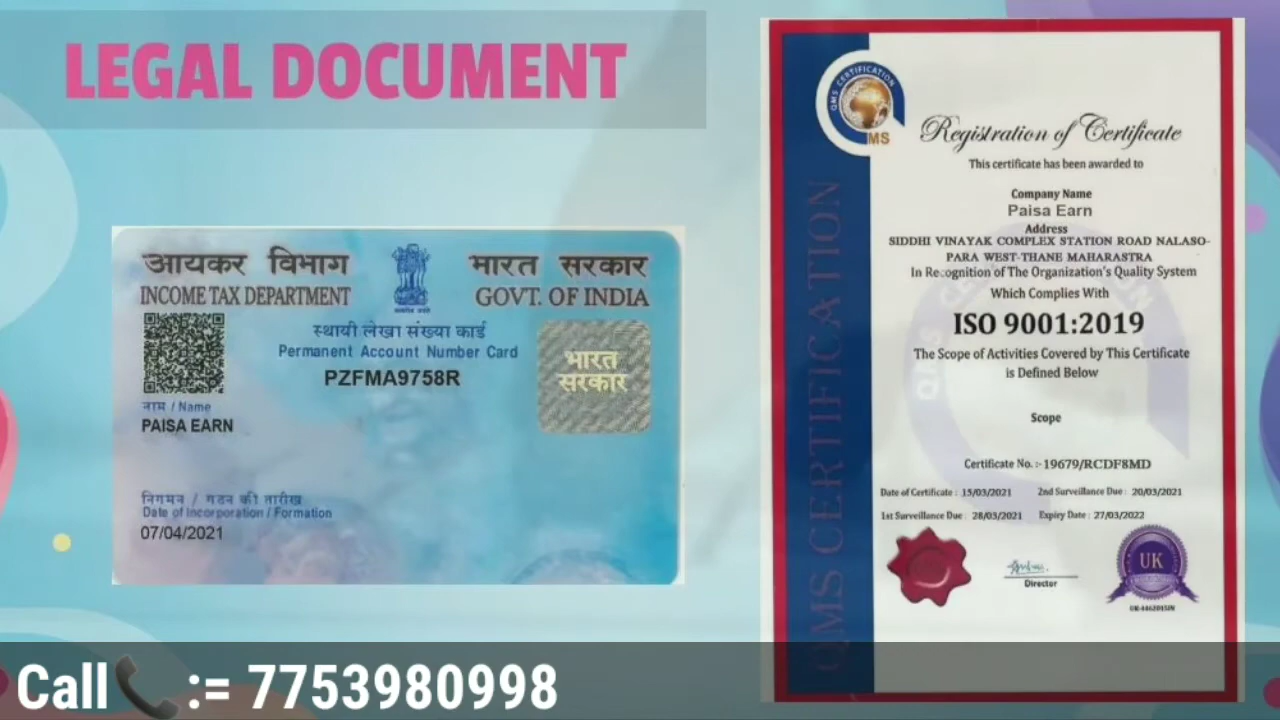 LEGAL DOCUMENT
आयकर विभाग
INCOME TAX DEPARTMENT
भारत सरकार
GOVT. OF INDIA
स्थायी लेखा संख्या कार्ड
Permanent Account Number Card
PZFMA9758R
भारत
सरकार
नाम / Name
PAISA EARN
निगमन / गठन की तारीख
Date of Incorporation / Formation
07/04/2021
QMS CERTIFICATION
MS
QMS CERTIFICATION
Registration of Certificate
This certificate has been awarded to
Company Name
Paisa Earn
Address
SIDDHI VINAYAK COMPLEX STATION ROAD NALASO-
PARA WEST-THANE MAHARASTRA
In Recognition of The Organization's Quality System
Which Complies With
ISO 9001:2019
The Scope of Activities Covered by This Certificate
is Defined Below
Scope
Certificate No. :- 19679/RCDF8MD
Date of Certificate : 15/03/2021 2nd Surveillance Due : 20/03/2021
1st Surveillance Due : 28/03/2021 Expiry Date : 27/03/2022
Director
UK
Call := 7753980998